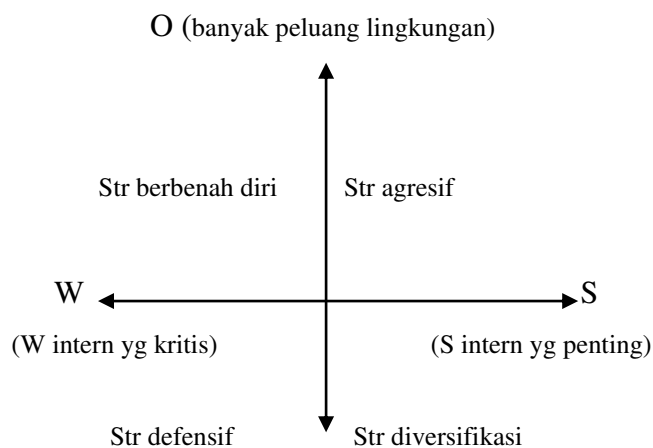 O (banyak peluang lingkungan)
Str berbenah diri Str agresif
W S
(W intern yg kritis) (S intern yg penting)
Str defensif Str diversifikasi